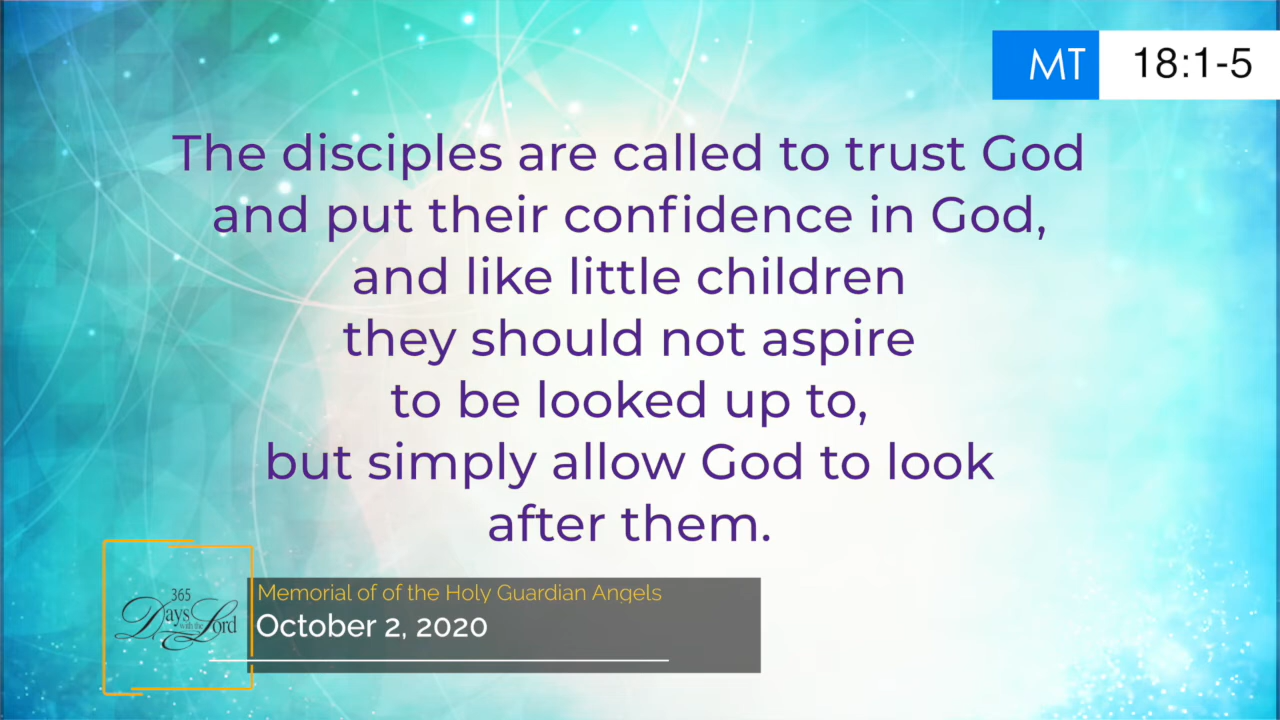 MT 18:1-5
The disciples are called to trust God
and put their confidence in God,
and like little children
they should not aspire
to be looked up to,
but simply allow God to look
after them.
365
Days with the Lord
Memorial of of the Holy Guardian Angels
October 2, 2020